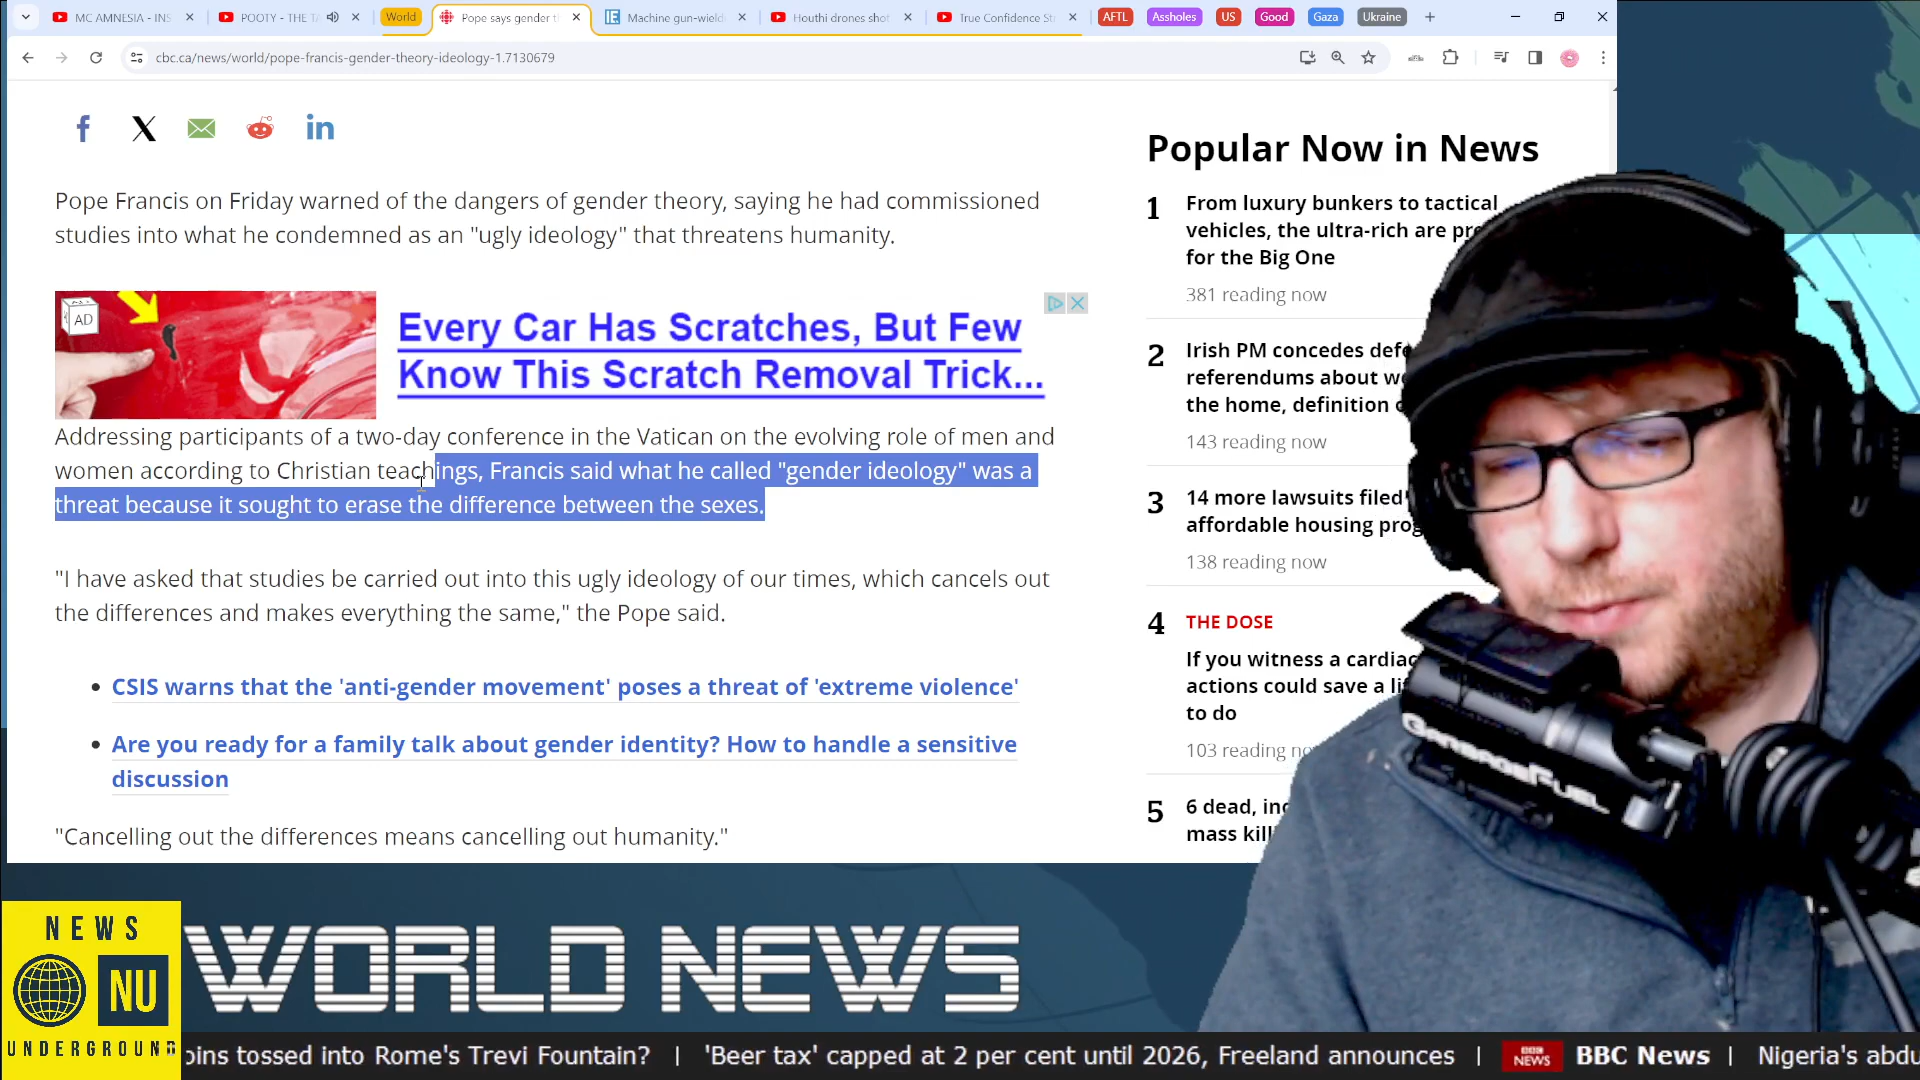 MC AMNESIA - INS
POOTY - THE T
World
Pope says gender t
Machine gun-wield
Houthi drones shot
True Confidence St
AFTL
Assholes
US
Good
Gaza
Ukraine
cbc.ca/news/world/pope-francis-gender-theory-ideology-1.7130679
Pope Francis on Friday warned of the dangers of gender theory, saying he had commissioned
studies into what he condemned as an "ugly ideology" that threatens humanity.
AD
Every Car Has Scratches, But Few
Know This Scratch Removal Trick...
Addressing participants of a two-day conference in the Vatican on the evolving role of men and
women according to Christian teachings, Francis said what he called "gender ideology" was a
threat because it sought to erase the difference between the sexes.
"I have asked that studies be carried out into this ugly ideology of our times, which cancels out
the differences and makes everything the same," the Pope said.
• CSIS warns that the 'anti-gender movement' poses a threat of 'extreme violence'
• Are you ready for a family talk about gender identity? How to handle a sensitive
discussion
"Cancelling out the differences means cancelling out humanity."
Popular Now in News
1
From luxury bunkers to tactical
vehicles, the ultra-rich are pr
for the Big One
381 reading now
2
Irish PM concedes defe
referendums about w
the home, definition
143 reading now
3
14 more lawsuits filed
affordable housing prog
138 reading now
4
THE DOSE
If you witness a cardiac
actions could save a li
to do
103 reading no
5
6 dead, in
mass kill
NEWS
NU
UNDERGROUND
WORLD NEWS
oins tossed into Rome's Trevi Fountain? | 'Beer tax' capped at 2 per cent until 2026, Freeland announces | BBC NEWS BBC News | Nigeria's abdu